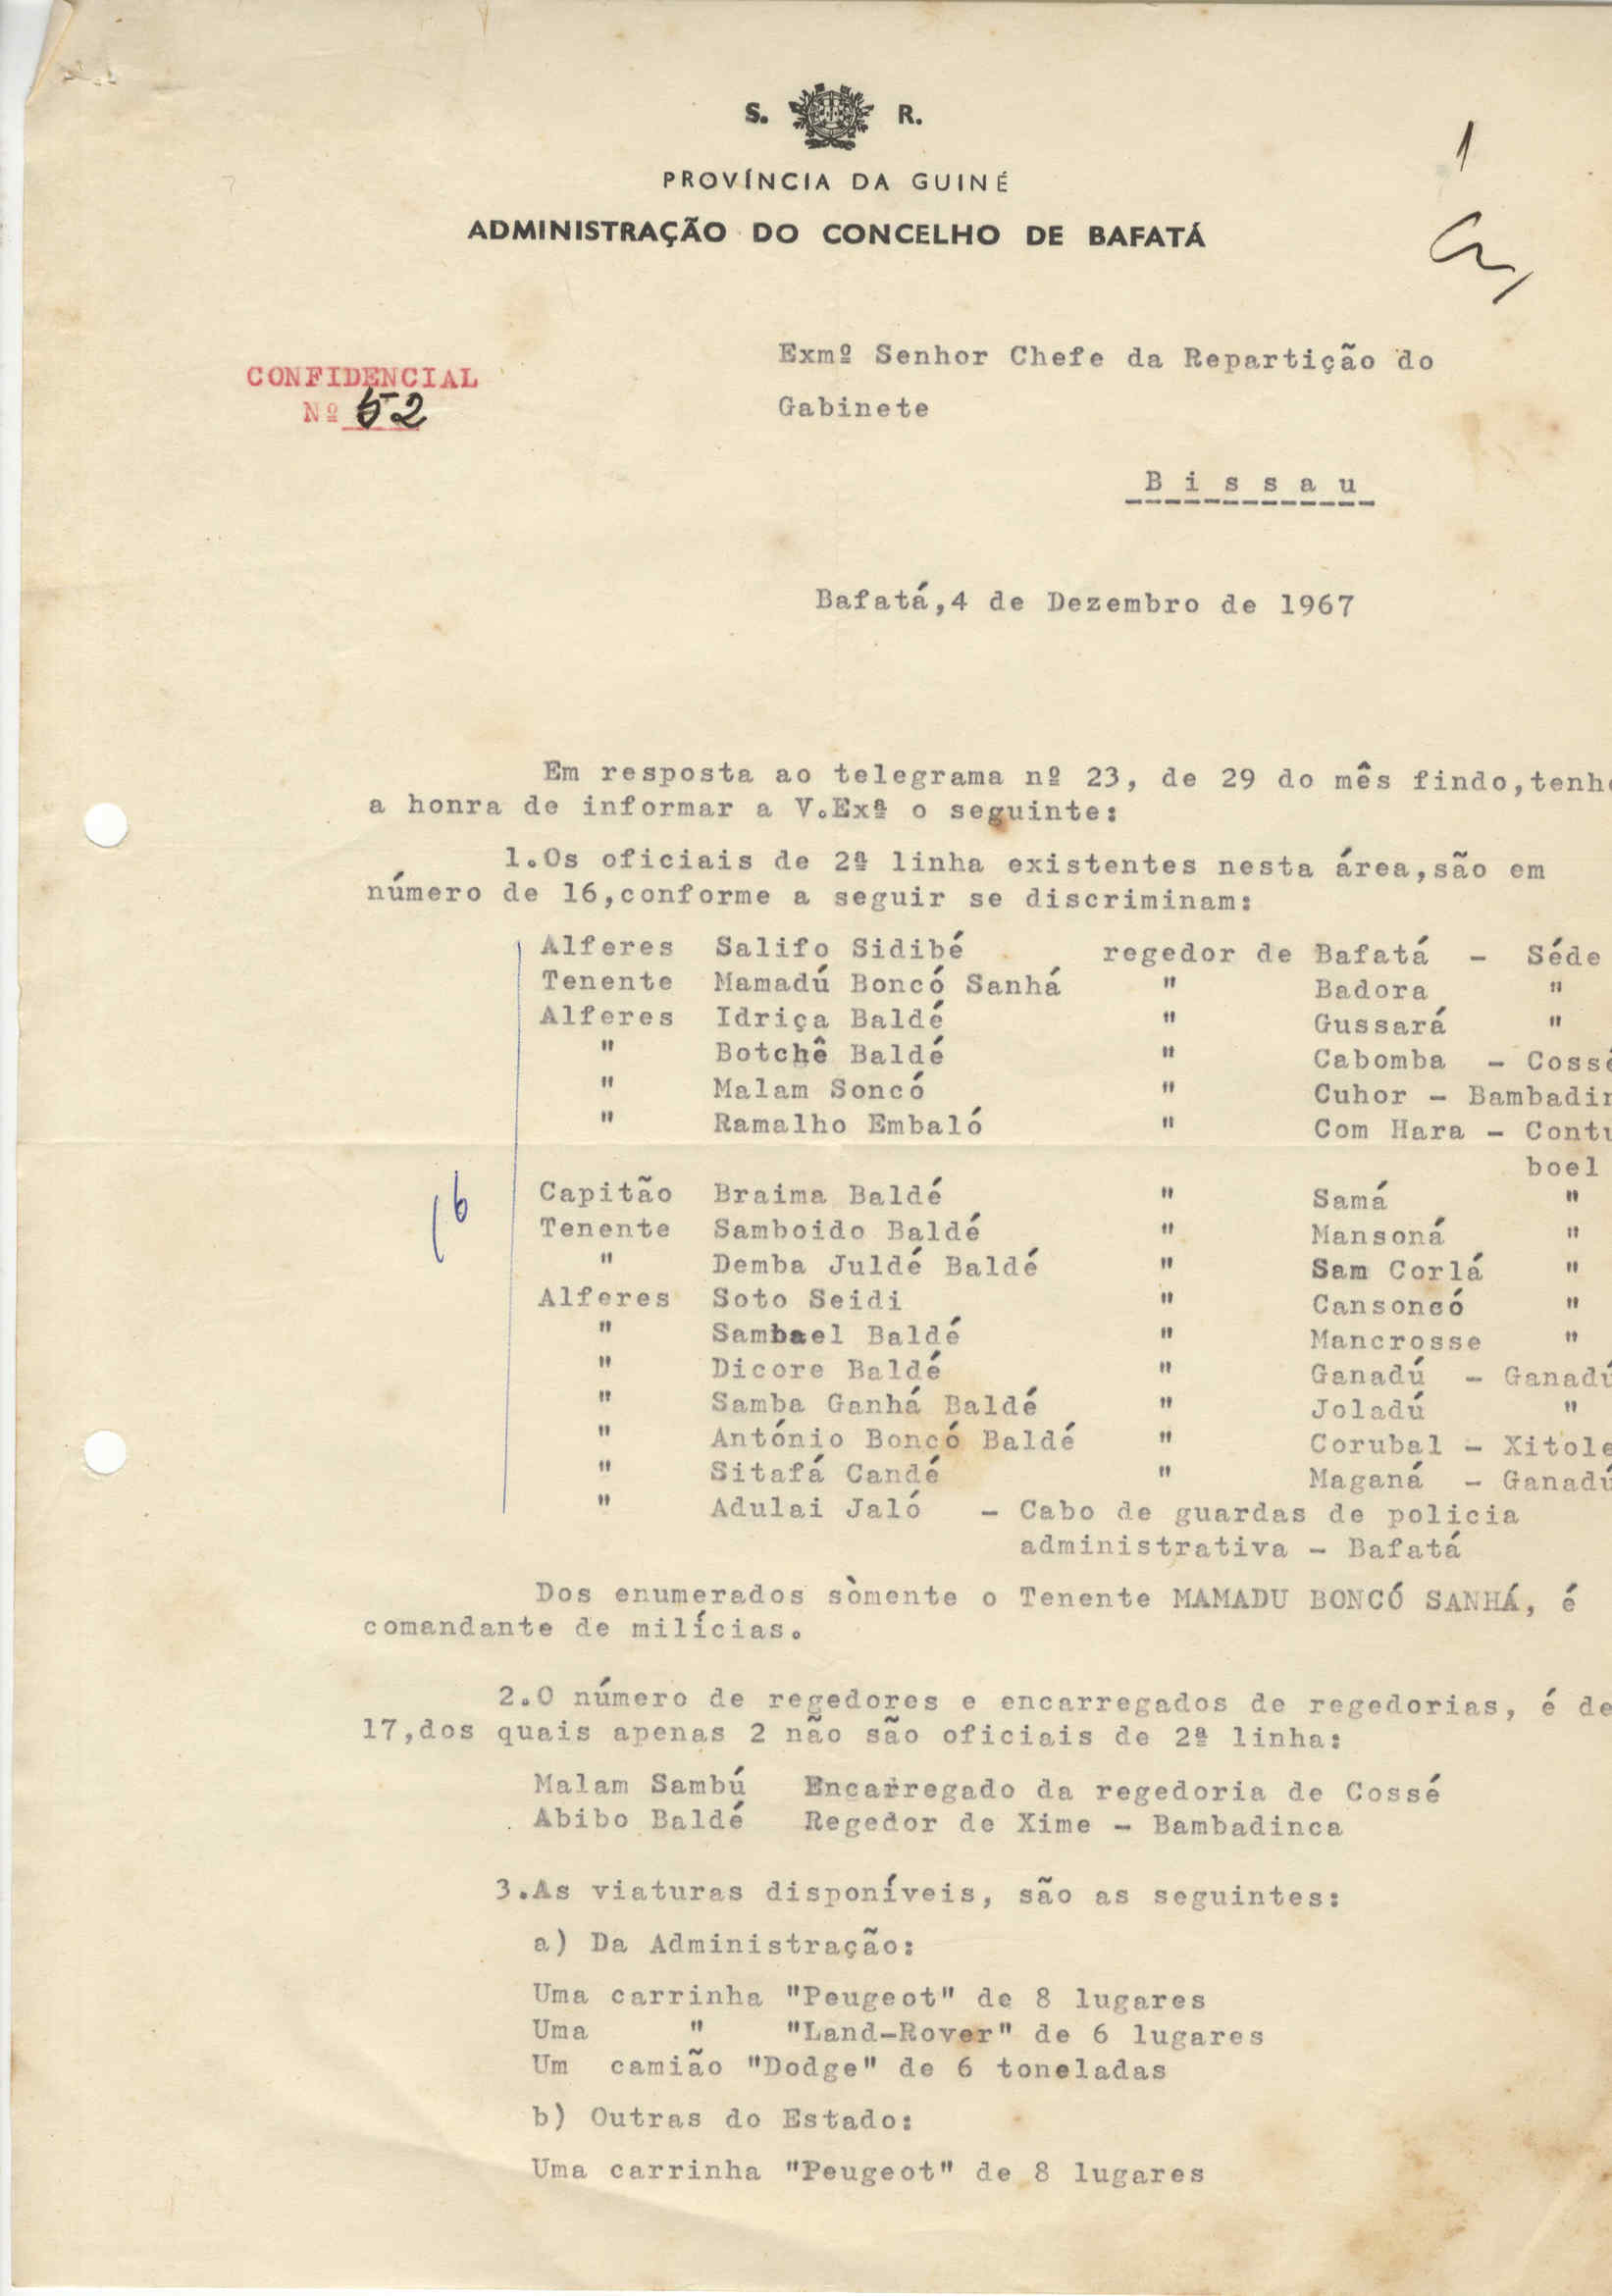 S. R.
PROVÍNCIA DA GUINÉ
ADMINISTRAÇÃO DO CONCELHO DE BAFATÁ
1
CONFIDENCIAL
Nº 52
Exmº Senhor Chefe da Repartição do
Gabinete
B i s s a u
Bafatá,4 de Dezembro de 1967
Em resposta ao telegrama nº 23, de 29 do mês findo,tenho
a honra de informar a V.Exª o seguinte:
1.Os oficiais de 2ª linha existentes nesta área,são em
número de 16,conforme a seguir se discriminam:
Alferes Salifo Sidibé regedor de Bafatá - Séde
Tenente Mamadú Boncó Sanhá " Badora "
Alferes Idriça Baldé " Gussará "
" Botchê Baldé " Cabomba - Cossé
" Malam Soncó " Cuhor - Bambadin
" Ramalho Embaló " Com Hara - Contu
boel
16
Capitão Braima Baldé " Samá "
Tenente Samboido Baldé " Mansoná "
" Demba Juldé Baldé " Sam Corlá "
Alferes Soto Seidi " Cansoncó "
" Sambael Baldé " Mancrosse "
" Dicore Baldé " Ganadú - Ganadú
" Samba Ganhá Baldé " Joladú "
" António Boncó Baldé " Corubal - Xitole
" Sitafá Candé " Maganá - Ganadú
" Adulai Jaló - Cabo de guardas de policia
administrativa - Bafatá
Dos enumerados sòmente o Tenente MAMADU BONCÓ SANHÁ, é
comandante de milícias.
2.O número de regedores e encarregados de regedorias, é de
17,dos quais apenas 2 não são oficiais de 2ª linha:
Malam Sambú Encarregado da regedoria de Cossé
Abibo Baldé Regedor de Xime - Bambadinca
3.As viaturas disponíveis, são as seguintes:
a) Da Administração:
Uma carrinha "Peugeot" de 8 lugares
Uma " "Land-Rover" de 6 lugares
Um camião "Dodge" de 6 toneladas
b) Outras do Estado:
Uma carrinha "Peugeot" de 8 lugares